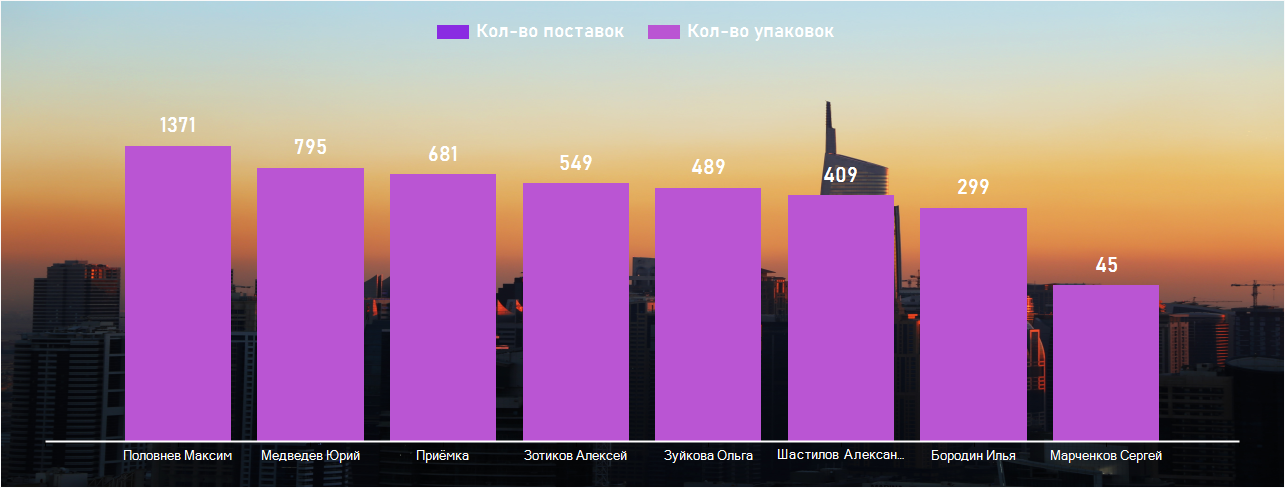 Кол-во поставок Кол-во упаковок
1371 795 681 549 489 409 299 45
Половнев Максим Медведев Юрий Приёмка Зотиков Алексей Зуйкова Ольга Шастилов Алексан... Бородин Илья Марченков Сергей